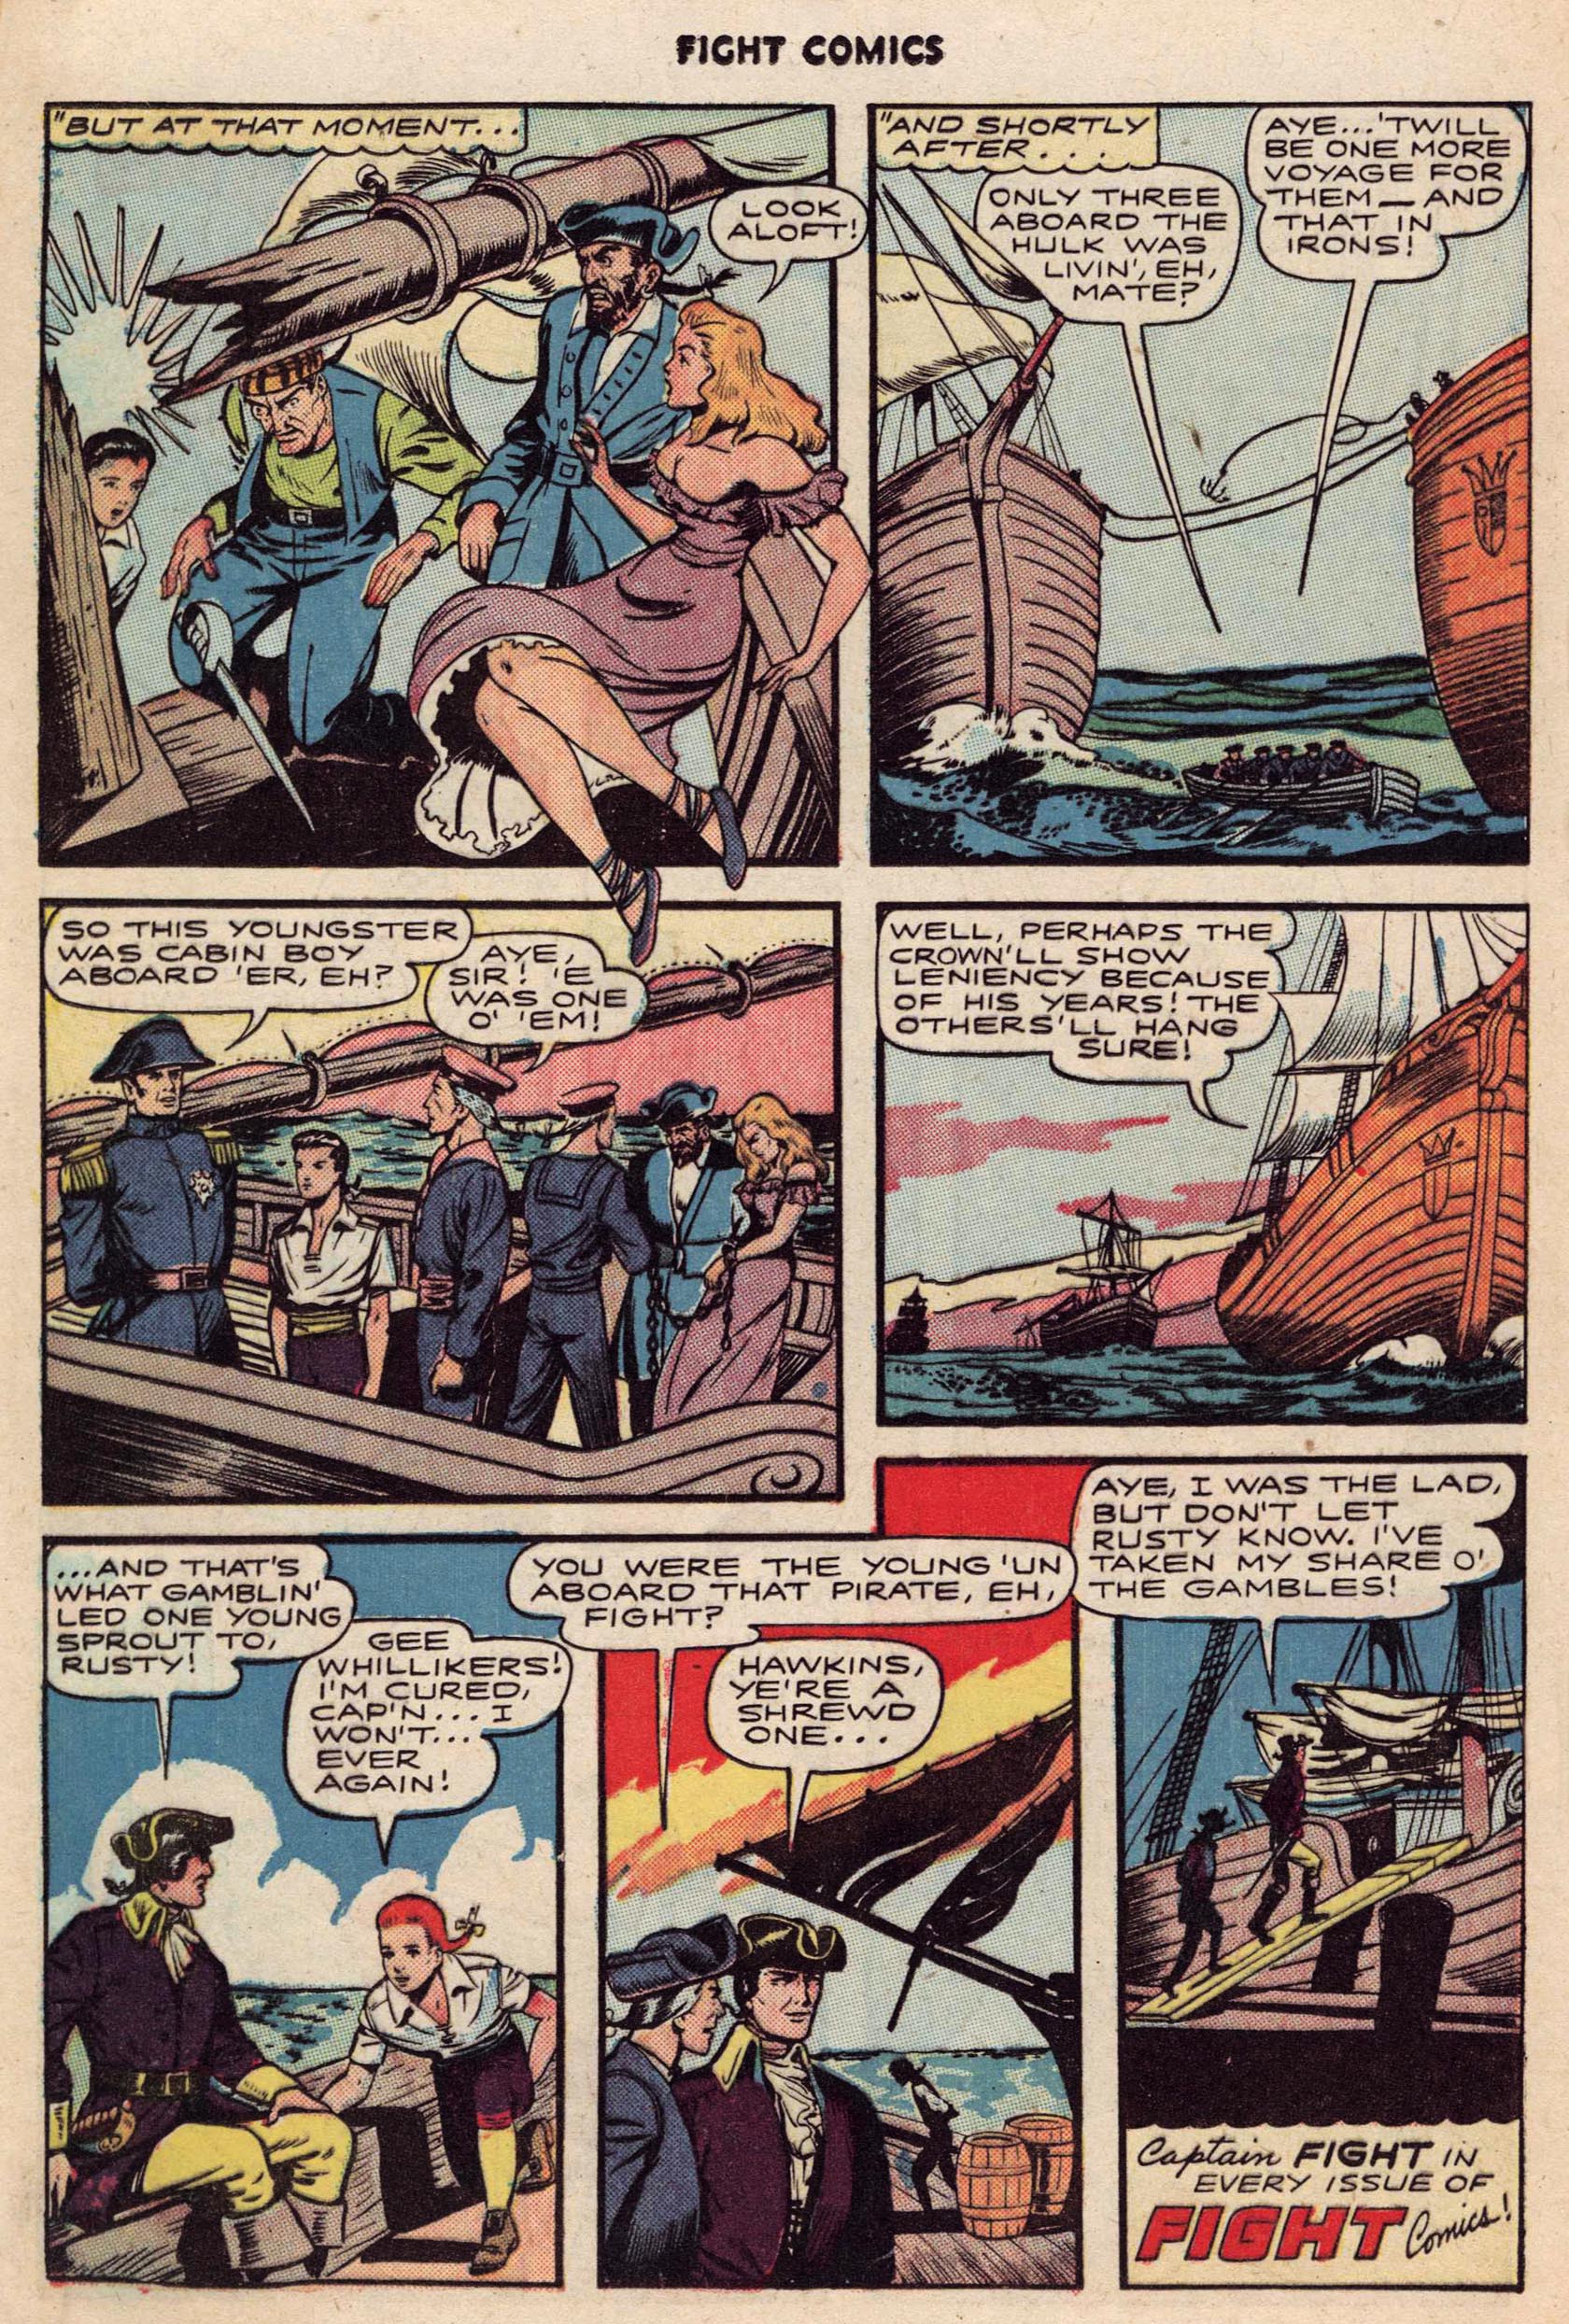 FIGHT COMICS
"BUT AT THAT MOMENT...
LOOK
ALOFT!
"AND SHORTLY
AFTER....
ONLY THREE
ABOARD THE
HULK WAS
LIVIN', EH,
MATE?
AYE...'TWILL
BE ONE MORE
VOYAGE FOR
THEM — AND
THAT IN
IRONS!
SO THIS YOUNGSTER
WAS CABIN BOY
ABOARD 'ER, EH?
AYE,
SIR! 'E
WAS ONE
O' 'EM!
WELL, PERHAPS THE
CROWN'LL SHOW
LENIENCY BECAUSE
OF HIS YEARS! THE
OTHERS'LL HANG
SURE!
...AND THAT'S
WHAT GAMBLIN'
LED ONE YOUNG
SPROUT TO,
RUSTY!
GEE
WHILLIKERS!
I'M CURED,
CAP'N... I
WON'T...
EVER
AGAIN!
YOU WERE THE YOUNG 'UN
ABOARD THAT PIRATE, EH,
FIGHT?
HAWKINS,
YE'RE A
SHREWD
ONE...
AYE, I WAS THE LAD,
BUT DON'T LET
RUSTY KNOW. I'VE
TAKEN MY SHARE O'
THE GAMBLES!
Captain FIGHT IN
EVERY ISSUE OF
FIGHT Comics!